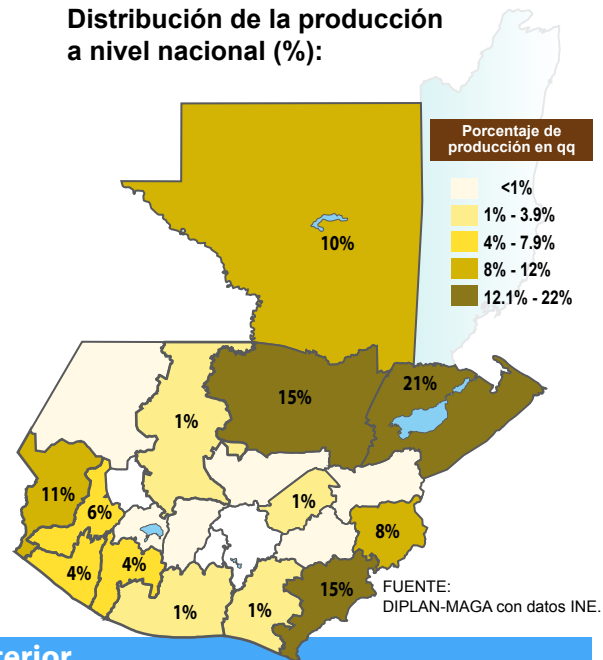 Distribución de la producción
a nivel nacional (%):
Porcentaje de
producción en qq
<1%
1% - 3.9%
4% - 7.9%
8% - 12%
12.1% - 22%
10%
21%
15%
1%
11%
6%
1%
8%
4%
4%
15%
1%
1%
FUENTE:
DIPLAN-MAGA con datos INE.
terior